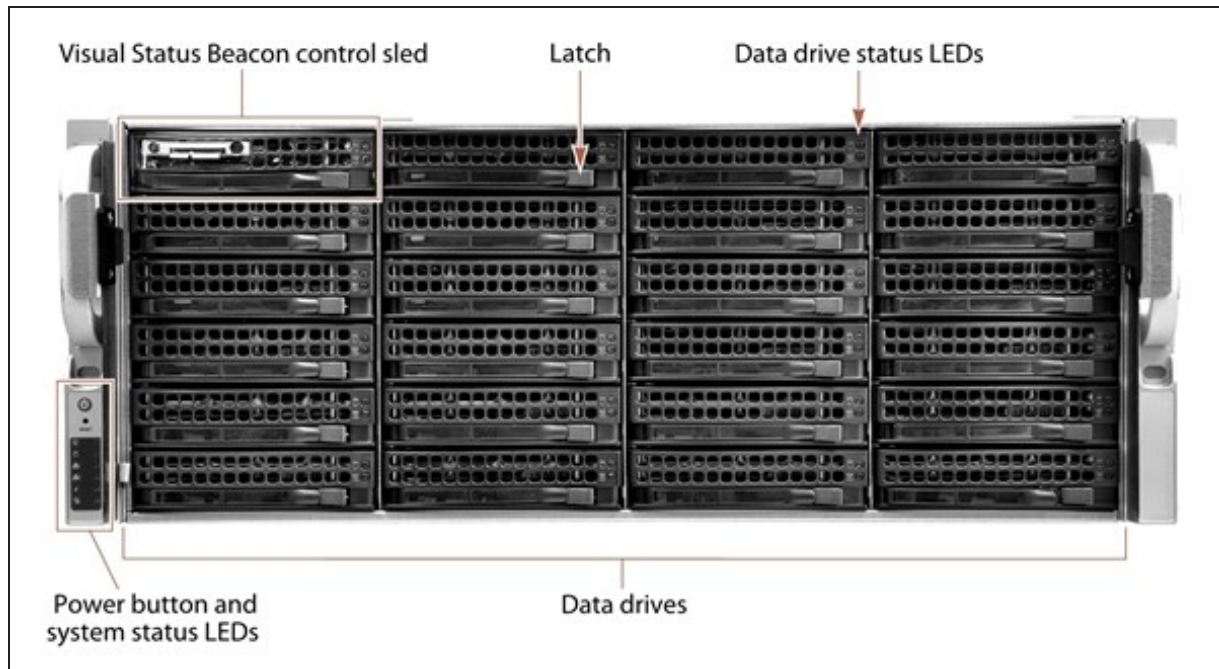 Visual Status Beacon control sled
Latch
Data drive status LEDs
Power button and
system status LEDs
Data drives